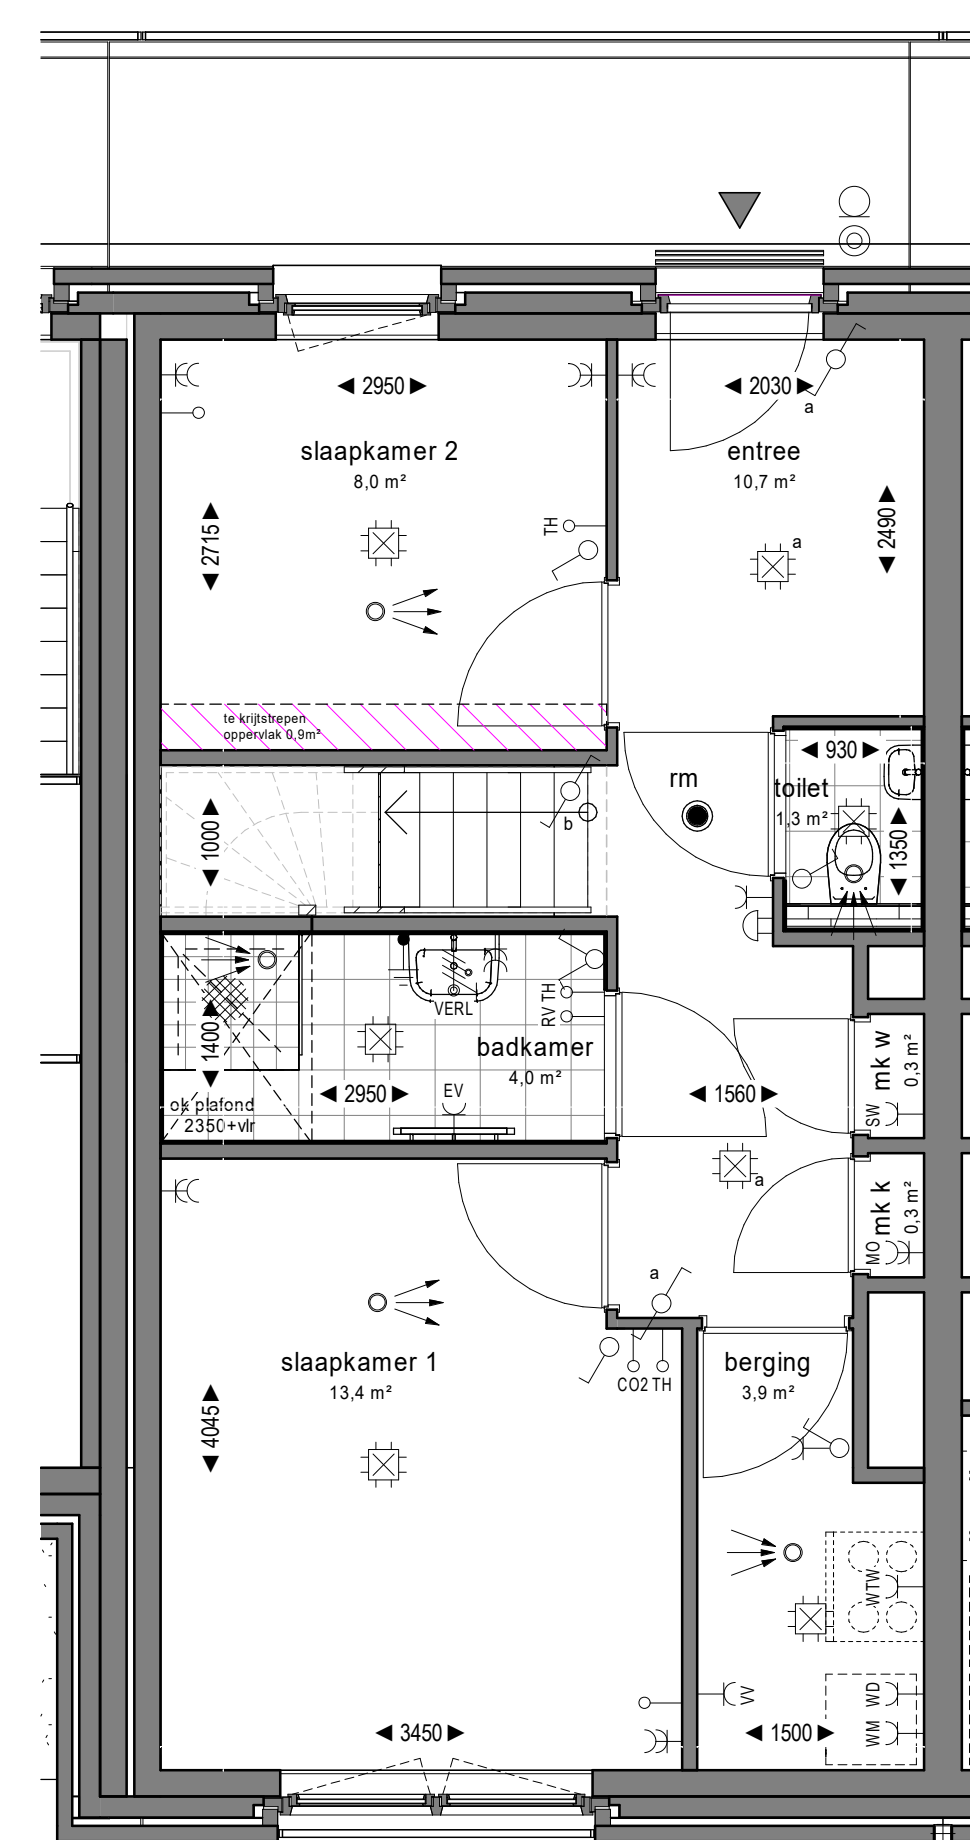 2950
2030
a
slaapkamer 2
8,0 m²
entree
10,7 m²
2715
TH
2490
a
te krijtstrepen
oppervlak 0,9m²
rm
930
toilet
1,3 m²
1350
1000
b
VERL
RV TH
badkamer
4,0 m²
1400
2950
EV
ok plafond
2350+vlr
1560
mk w
0,3 m²
SW
a
mk k
0,3 m²
MO
a
slaapkamer 1
13,4 m²
CO2 TH
berging
3,9 m²
4045
WTW
3450
1500
VV
WD
WM